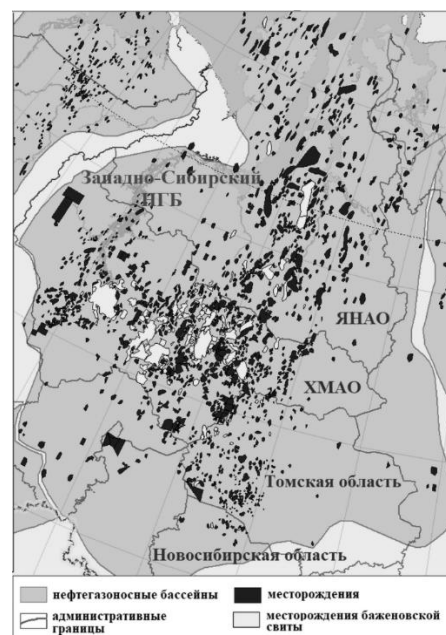 Западно-Сибирский
НГБ
ЯНАО
ХМАО
Томская область
Новосибирская область
нефтегазоносные бассейны
месторождения
административные
границы
месторождения баженовской
свиты